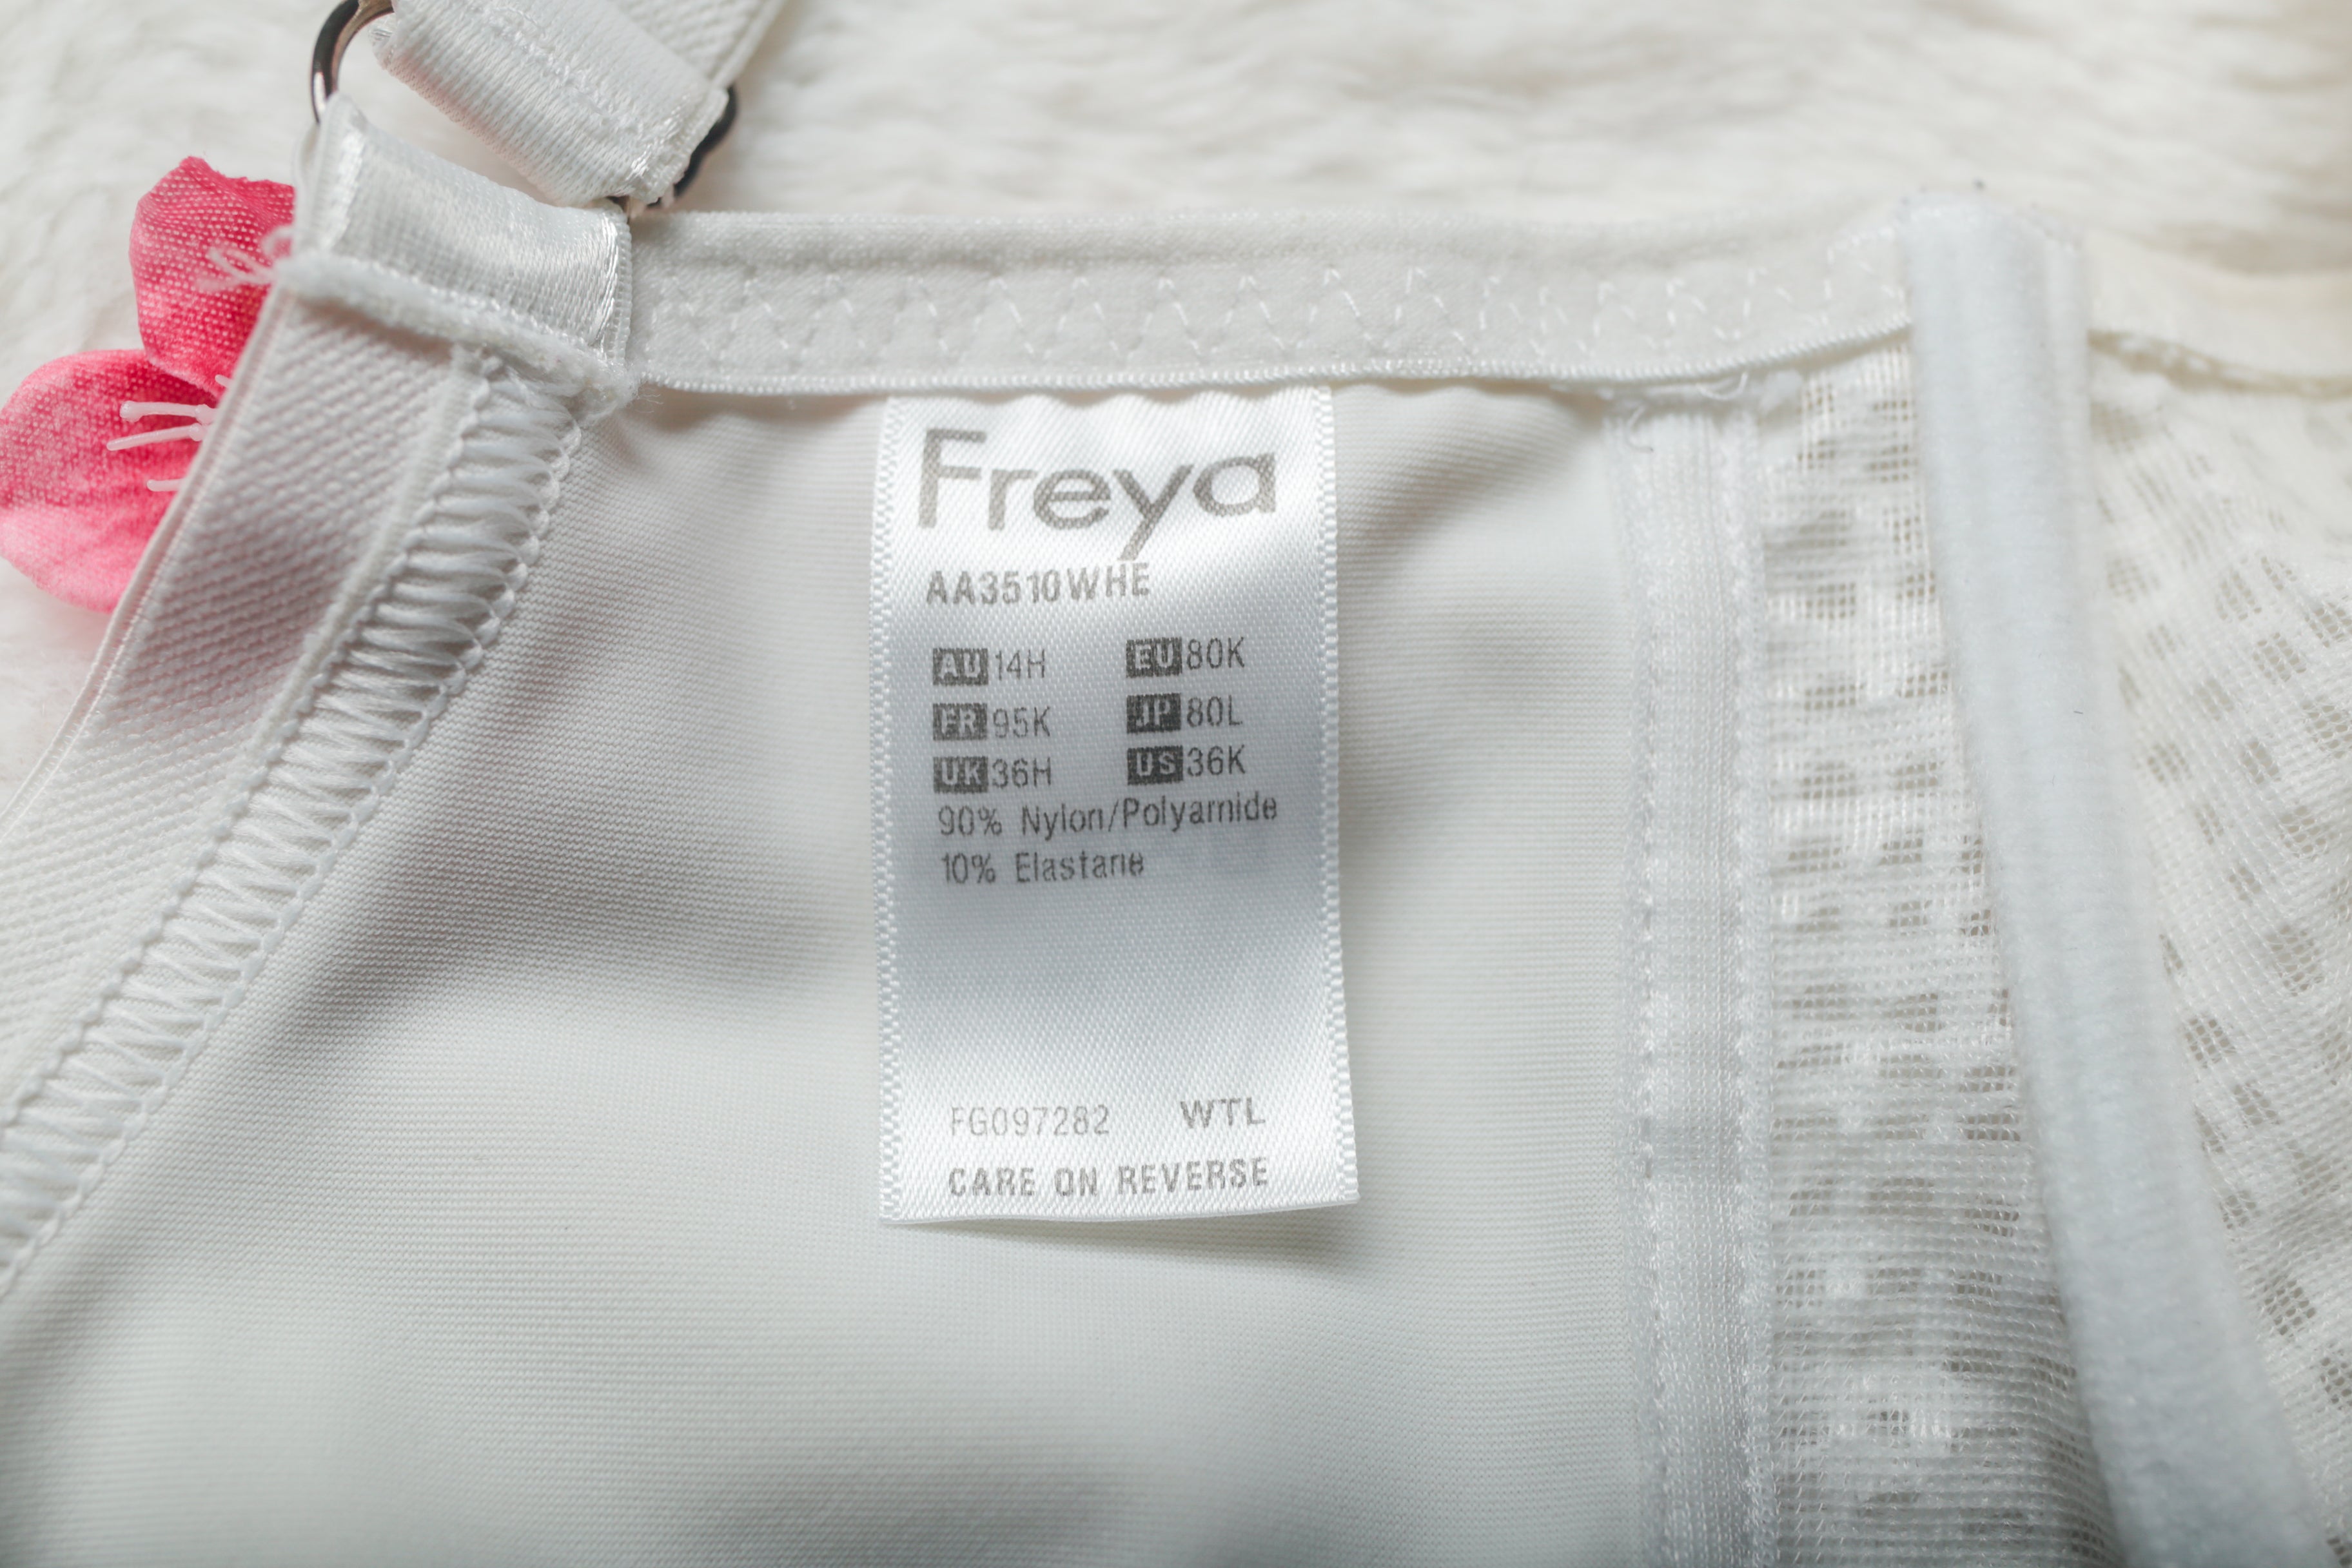 Freya
AA3510WHE
AU 14H EU 80K
FR 95K JP 80L
UK 36H US 36K
90% Nylon/Polyamide
10% Elastane
FG097282 WTL
CARE ON REVERSE